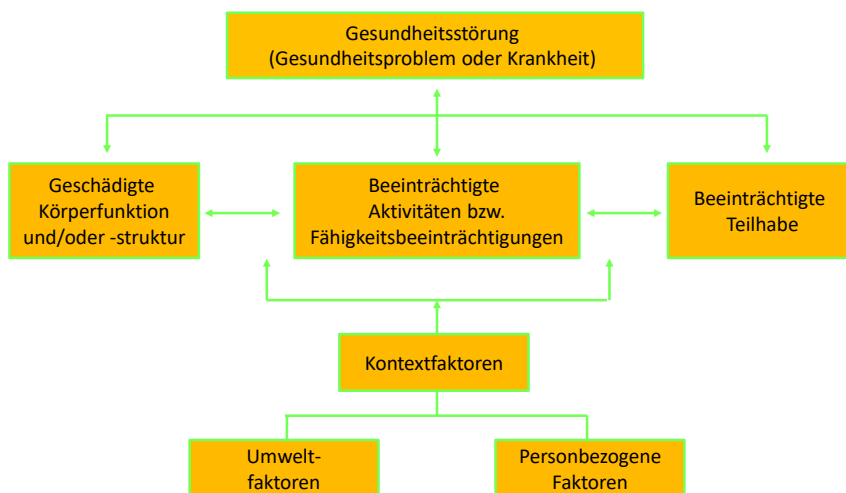 Gesundheitsstörung
(Gesundheitsproblem oder Krankheit)
Geschädigte
Körperfunktion
und/oder -struktur
Beeinträchtigte
Aktivitäten bzw.
Fähigkeitsbeeinträchtigungen
Beeinträchtigte
Teilhabe
Kontextfaktoren
Umwelt-
faktoren
Personbezogene
Faktoren